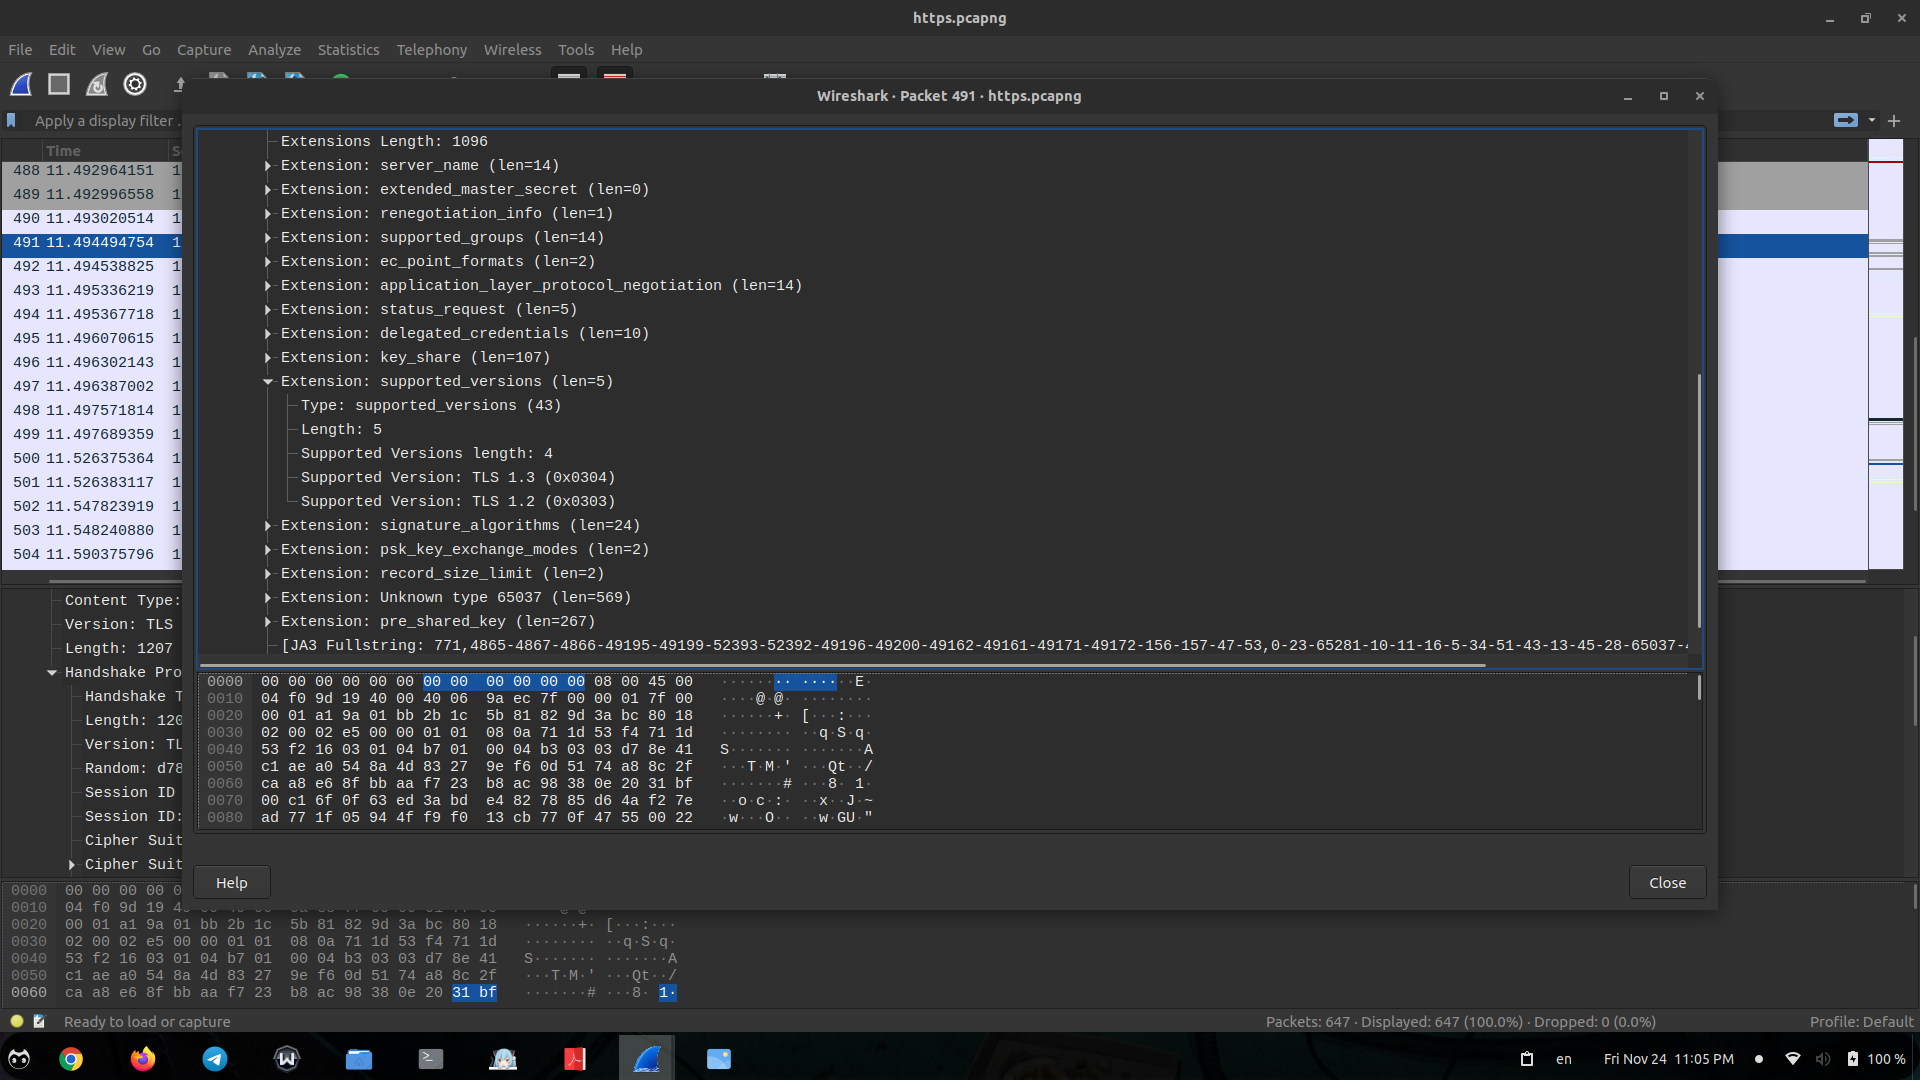 https.pcapng
File Edit View Go Capture Analyze Statistics Telephony Wireless Tools Help
Wireshark · Packet 491 · https.pcapng
Apply a display filter
Time S
488 11.492964151 1
489 11.492996558 1
490 11.493020514 1
491 11.494494754 1
492 11.494538825 1
493 11.495336219 1
494 11.495367718 1
495 11.496070615 1
496 11.496302143 1
497 11.496387002 1
498 11.497571814 1
499 11.497689359 1
500 11.526375364 1
501 11.526383117 1
502 11.547823919 1
503 11.548240880 1
504 11.590375796 1
Extensions Length: 1096
Extension: server_name (len=14)
Extension: extended_master_secret (len=0)
Extension: renegotiation_info (len=1)
Extension: supported_groups (len=14)
Extension: ec_point_formats (len=2)
Extension: application_layer_protocol_negotiation (len=14)
Extension: status_request (len=5)
Extension: delegated_credentials (len=10)
Extension: key_share (len=107)
Extension: supported_versions (len=5)
Type: supported_versions (43)
Length: 5
Supported Versions length: 4
Supported Version: TLS 1.3 (0x0304)
Supported Version: TLS 1.2 (0x0303)
Extension: signature_algorithms (len=24)
Extension: psk_key_exchange_modes (len=2)
Extension: record_size_limit (len=2)
Extension: Unknown type 65037 (len=569)
Extension: pre_shared_key (len=267)
[JA3 Fullstring: 771,4865-4867-4866-49195-49199-52393-52392-49196-49200-49162-49161-49171-49172-156-157-47-53,0-23-65281-10-11-16-5-34-51-43-13-45-28-65037-4
0000 00 00 00 00 00 00 00 00 00 00 00 00 08 00 45 00 ·············· E·
0010 04 f0 9d 19 40 00 40 06 9a ec 7f 00 00 01 7f 00 ····@·@· ········
0020 00 01 a1 9a 01 bb 2b 1c 5b 81 82 9d 3a bc 80 18 ······+· [···:···
0030 02 00 02 e5 00 00 01 01 08 0a 71 1d 53 f4 71 1d ········ ··q·S·q·
0040 53 f2 16 03 01 04 b7 01 00 04 b3 03 03 d7 8e 41 S······· ·······A
0050 c1 ae a0 54 8a 4d 83 27 9e f6 0d 51 74 a8 8c 2f ···T·M·' ···Qt··/
0060 ca a8 e6 8f bb aa f7 23 b8 ac 98 38 0e 20 31 bf ·······# ···8· 1·
0070 00 c1 6f 0f 63 ed 3a bd e4 82 78 85 d6 4a f2 7e ··o·c·:· ··x··J·~
0080 ad 77 1f 05 94 4f f9 f0 13 cb 77 0f 47 55 00 22 ·w···O·· ··w·GU·"
Help Close
Content Type:
Version: TLS
Length: 1207
Handshake Pro
Handshake T
Length: 120
Version: TL
Random: d78
Session ID
Session ID:
Cipher Suit
Cipher Suit
0000 00 00 00 00 0
0010 04 f0 9d 19 4
0020 00 01 a1 9a 01 bb 2b 1c 5b 81 82 9d 3a bc 80 18 ······+· [···:···
0030 02 00 02 e5 00 00 01 01 08 0a 71 1d 53 f4 71 1d ········ ··q·S·q·
0040 53 f2 16 03 01 04 b7 01 00 04 b3 03 03 d7 8e 41 S······· ·······A
0050 c1 ae a0 54 8a 4d 83 27 9e f6 0d 51 74 a8 8c 2f ···T·M·' ···Qt··/
0060 ca a8 e6 8f bb aa f7 23 b8 ac 98 38 0e 20 31 bf ·······# ···8· 1·
Ready to load or capture Packets: 647 · Displayed: 647 (100.0%) · Dropped: 0 (0.0%) Profile: Default
en Fri Nov 24 11:05 PM 100 %